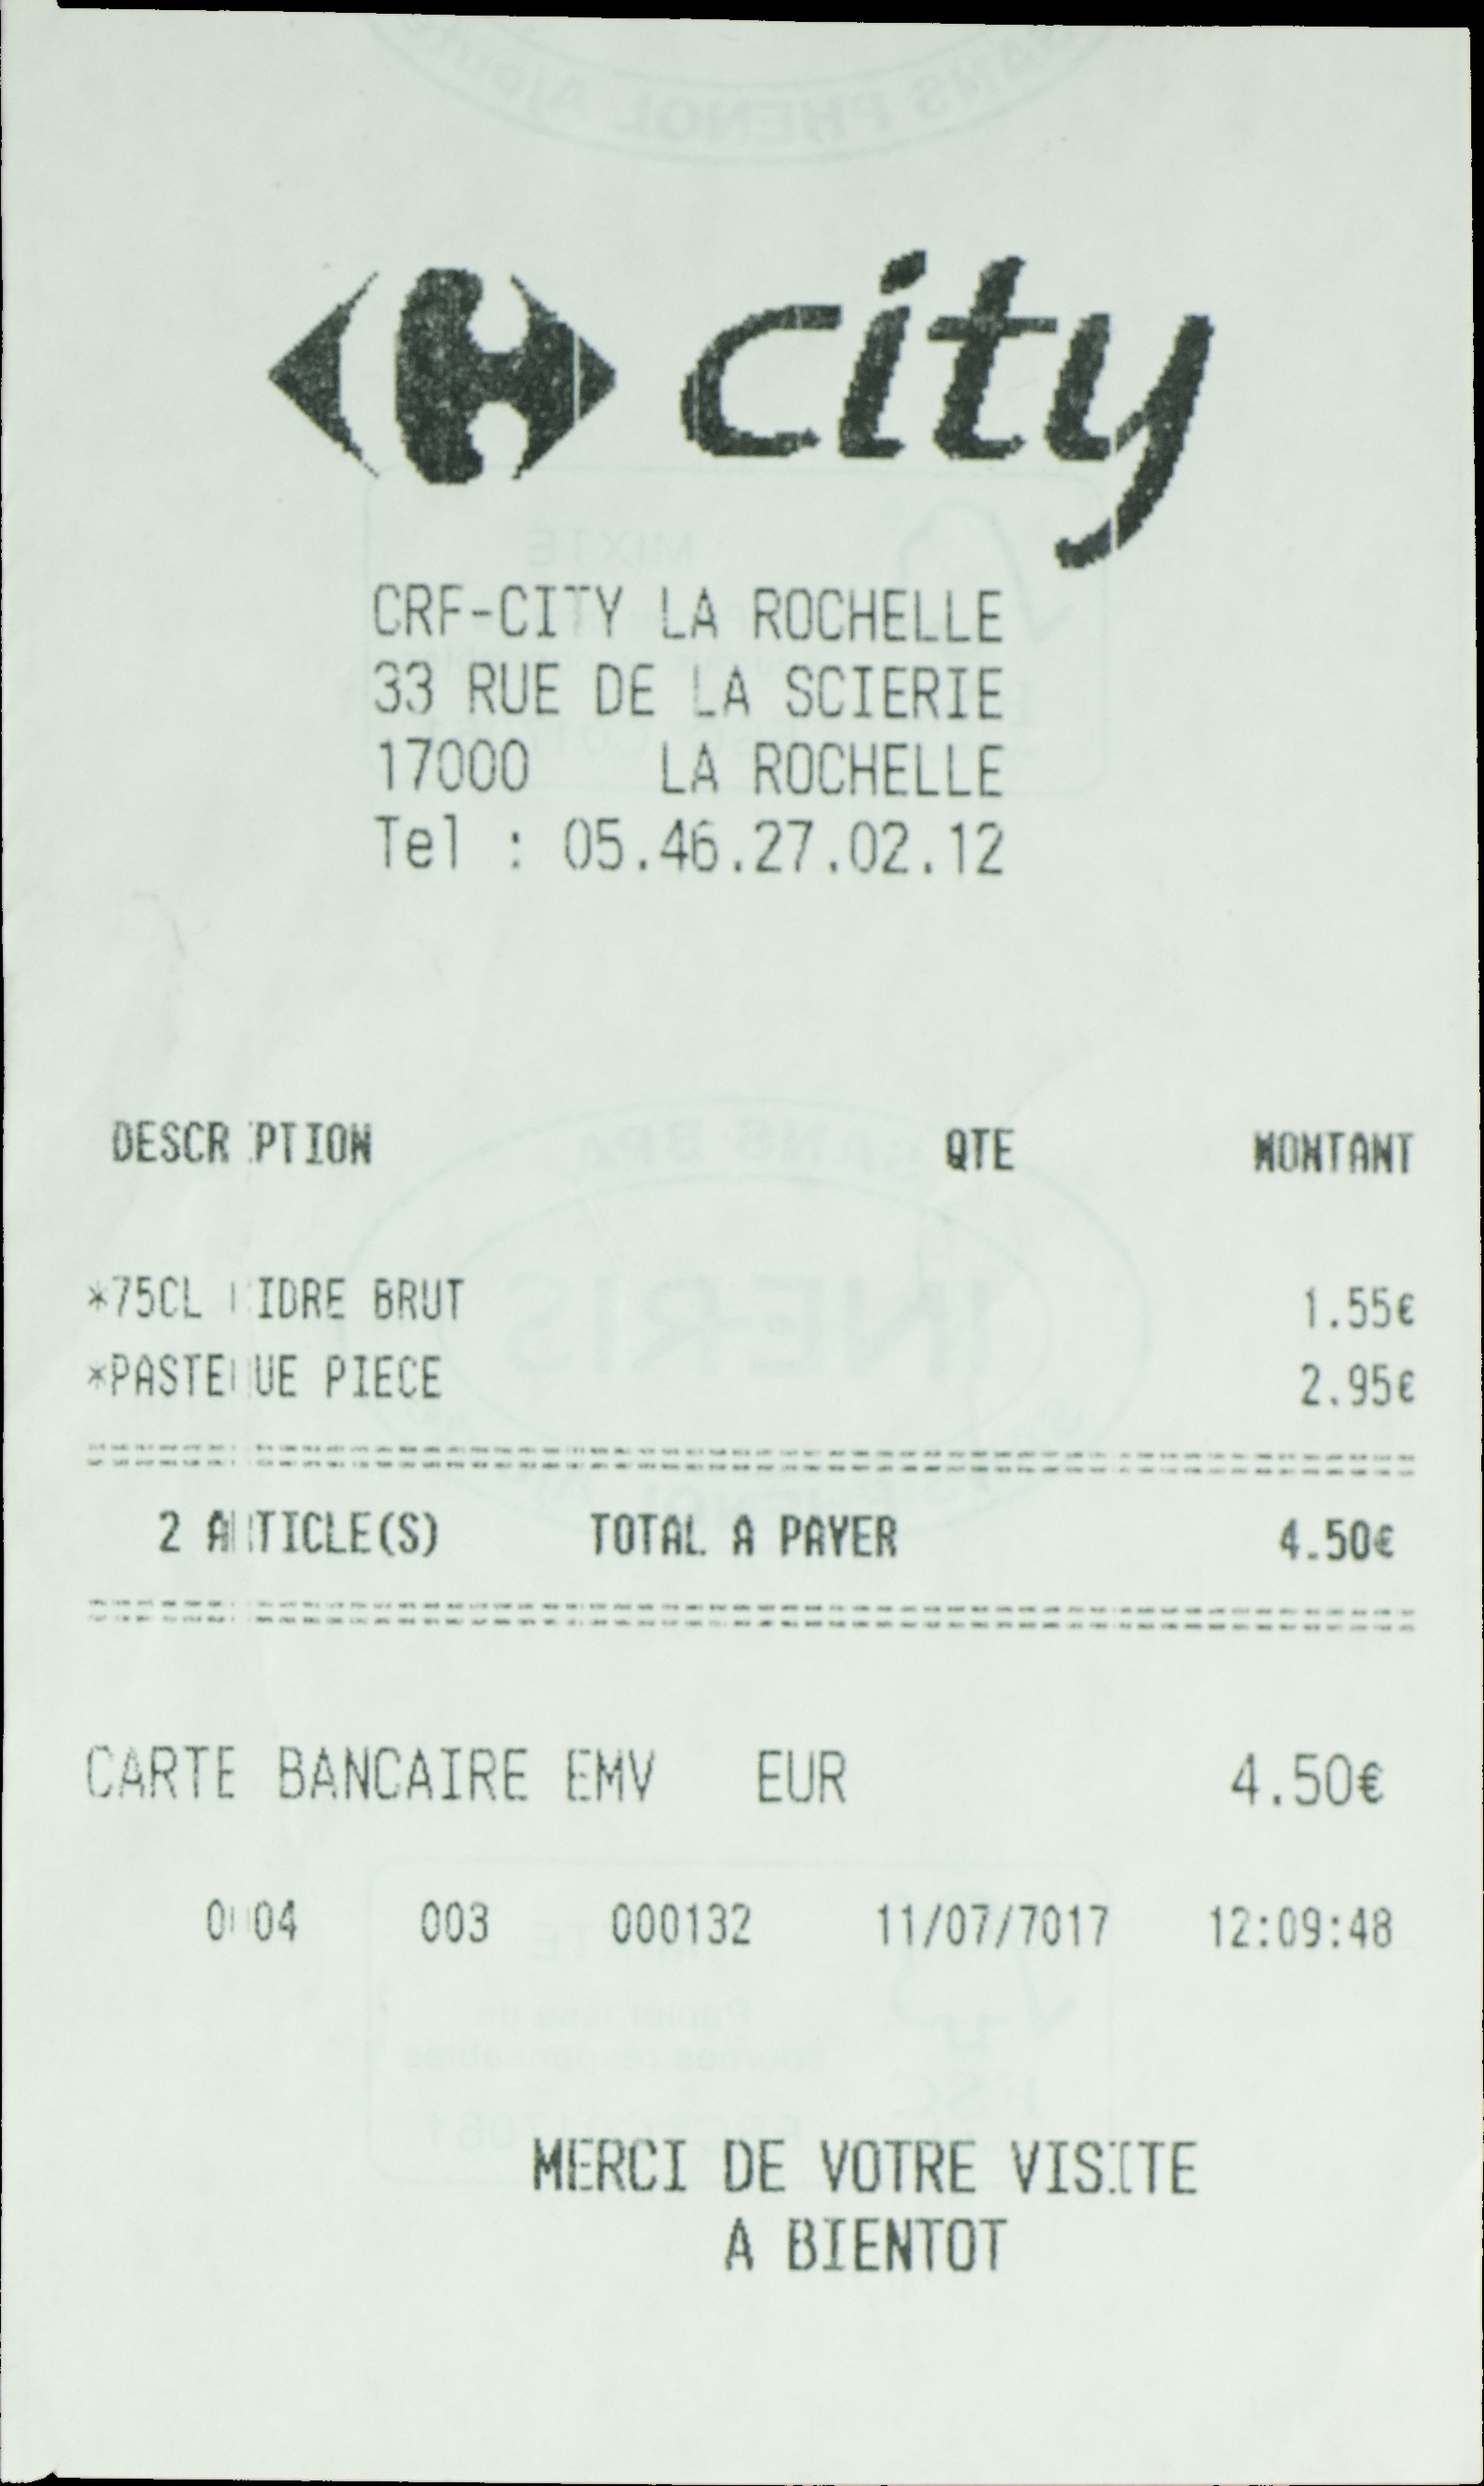 city
CRF-CITY LA ROCHELLE
33 RUE DE LA SCIERIE
17000 LA ROCHELLE
Tel : 05.46.27.02.12
DESCRIPTION QTE MONTANT
*75CL CIDRE BRUT 1.55€
*PASTEQUE PIECE 2.95€
2 ARTICLE(S) TOTAL A PAYER 4.50€
CARTE BANCAIRE EMV EUR 4.50€
0004 003 000132 11/07/7017 12:09:48
MERCI DE VOTRE VISITE
A BIENTOT